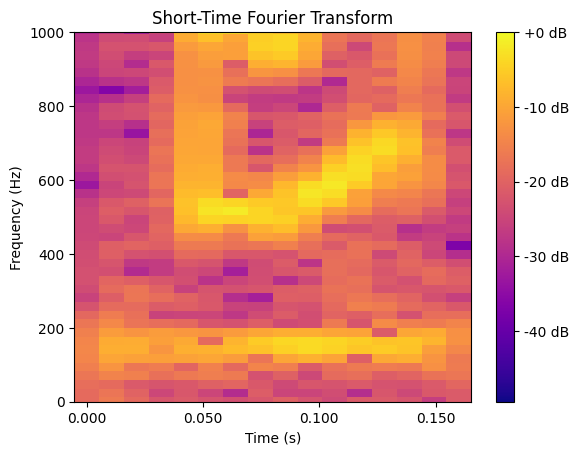 Short-Time Fourier Transform
1000
800
600
400
200
0
Frequency (Hz)
0.000
0.050
0.100
0.150
Time (s)
+0 dB
-10 dB
-20 dB
-30 dB
-40 dB